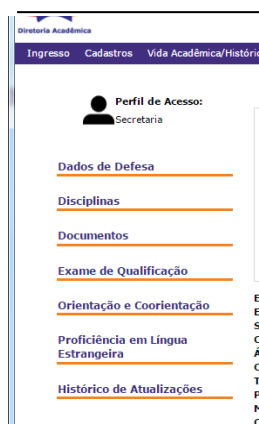 Diretoria Acadêmica
Ingresso Cadastros Vida Acadêmica/Históri
Perfil de Acesso:
Secretaria
Dados de Defesa
Disciplinas
Documentos
Exame de Qualificação
Orientação e Coorientação
Proficiência em Língua
Estrangeira
Histórico de Atualizações